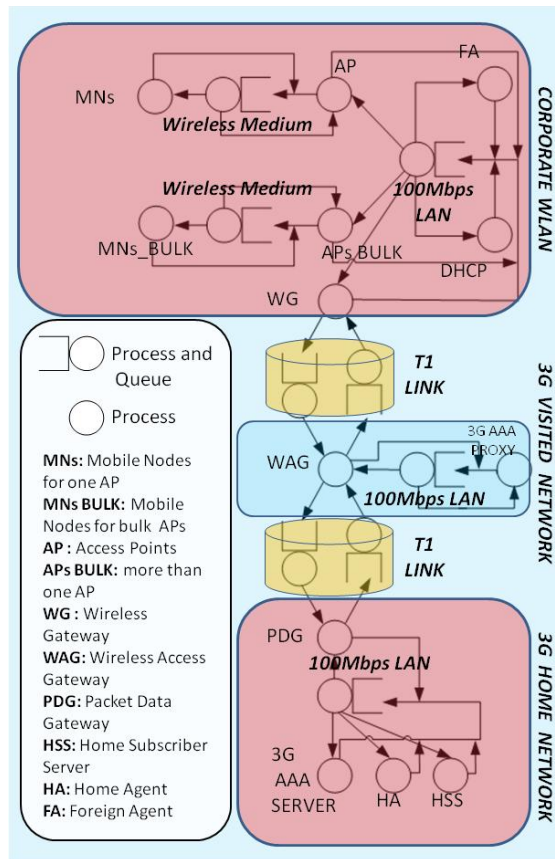 FA
AP
MNs
Wireless Medium
Wireless Medium
100Mbps
LAN
MNs_BULK
APs BULK
DHCP
WG
CORPORATE WLAN
T1
LINK
3G AAA
PROXY
WAG
100Mbps LAN
3G VISITED NETWORK
T1
LINK
PDG
100Mbps LAN
3G
AAA
SERVER
HA
HSS
3G HOME NETWORK
Process and
Queue
Process
MNs: Mobile Nodes
for one AP
MNs BULK: Mobile
Nodes for bulk APs
AP : Access Points
APs BULK: more than
one AP
WG : Wireless
Gateway
WAG: Wireless Access
Gateway
PDG: Packet Data
Gateway
HSS: Home Subscriber
Server
HA: Home Agent
FA: Foreign Agent